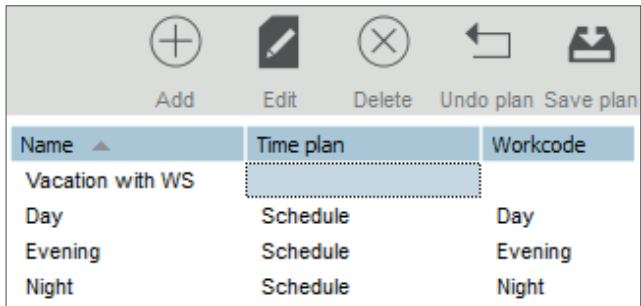 Add Edit Delete Undo plan Save plan
Name Time plan Workcode
Vacation with WS
Day Schedule Day
Evening Schedule Evening
Night Schedule Night